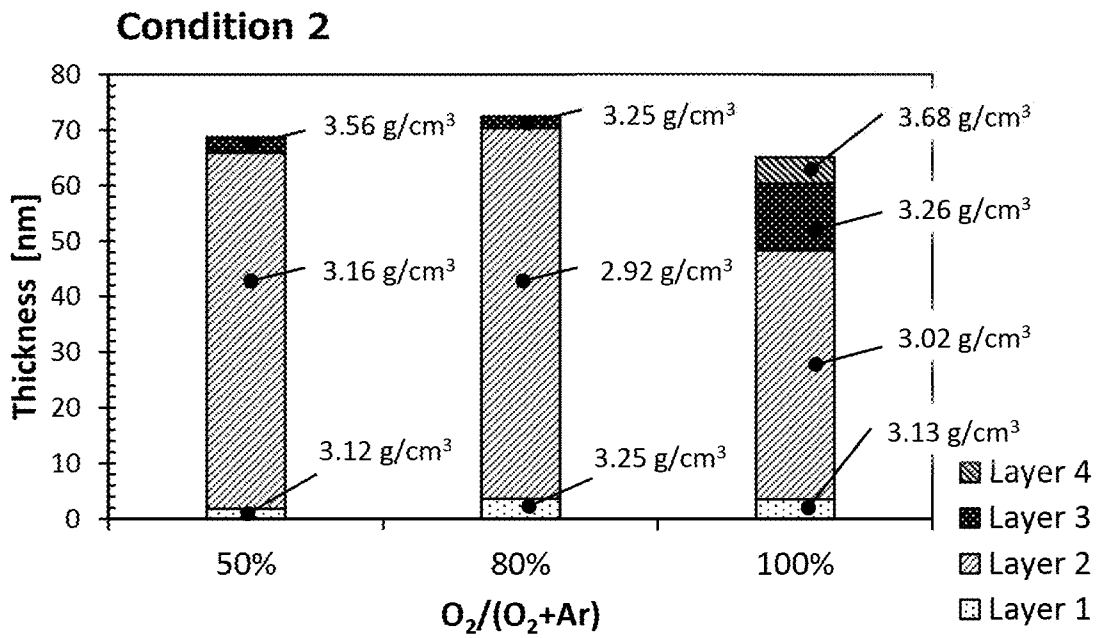 Condition 2
Thickness [nm]
80
70
60
50
40
30
20
10
0
3.56 g/cm³
3.16 g/cm³
3.12 g/cm³
3.25 g/cm³
2.92 g/cm³
3.25 g/cm³
3.68 g/cm³
3.26 g/cm³
3.02 g/cm³
3.13 g/cm³
Layer 4
Layer 3
Layer 2
Layer 1
50% 80% 100%
O₂/(O₂+Ar)